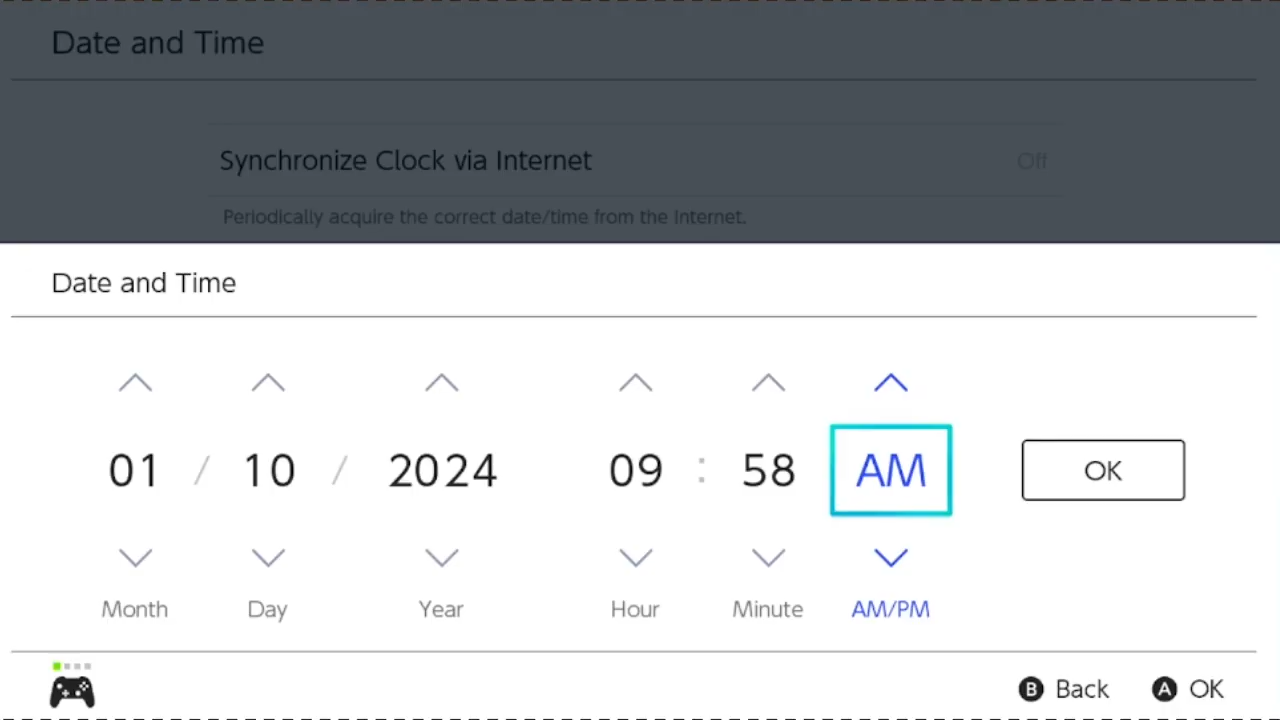 Date and Time
Synchronize Clock via Internet Off
Periodically acquire the correct date/time from the Internet.
Date and Time
01 / 10 / 2024 09 : 58 AM OK
Month Day Year Hour Minute AM/PM
B Back A OK